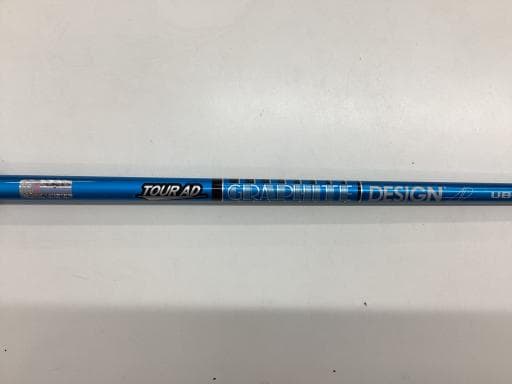 TOUR AD GRAPHITE DESIGN UB